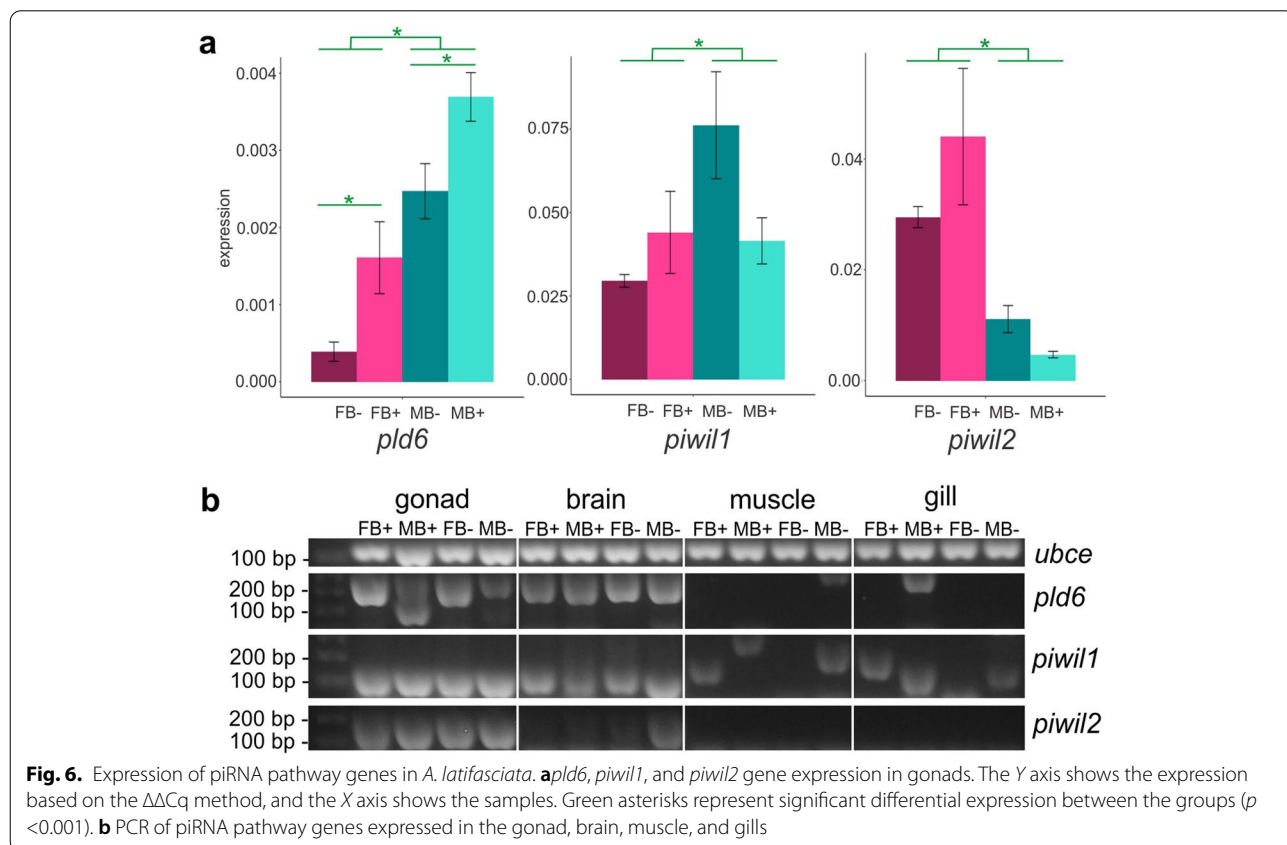 a
* * *
* *
0.004
0.003
0.002
0.001
0.000
expression
FB- FB+ MB- MB+
pld6
0.075
0.050
0.025
0.000
FB- FB+ MB- MB+
piwil1
0.04
0.02
0.00
FB- FB+ MB- MB+
piwil2
b
gonad brain muscle gill
FB+ MB+ FB- MB- FB+ MB+ FB- MB- FB+ MB+ FB- MB- FB+ MB+ FB- MB-
100 bp - ubce
200 bp - pld6
100 bp -
200 bp - piwil1
100 bp -
200 bp - piwil2
100 bp -
Fig. 6. Expression of piRNA pathway genes in A. latifasciata. apld6, piwil1, and piwil2 gene expression in gonads. The Y axis shows the expression
based on the ΔΔCq method, and the X axis shows the samples. Green asterisks represent significant differential expression between the groups (p
<0.001). b PCR of piRNA pathway genes expressed in the gonad, brain, muscle, and gills